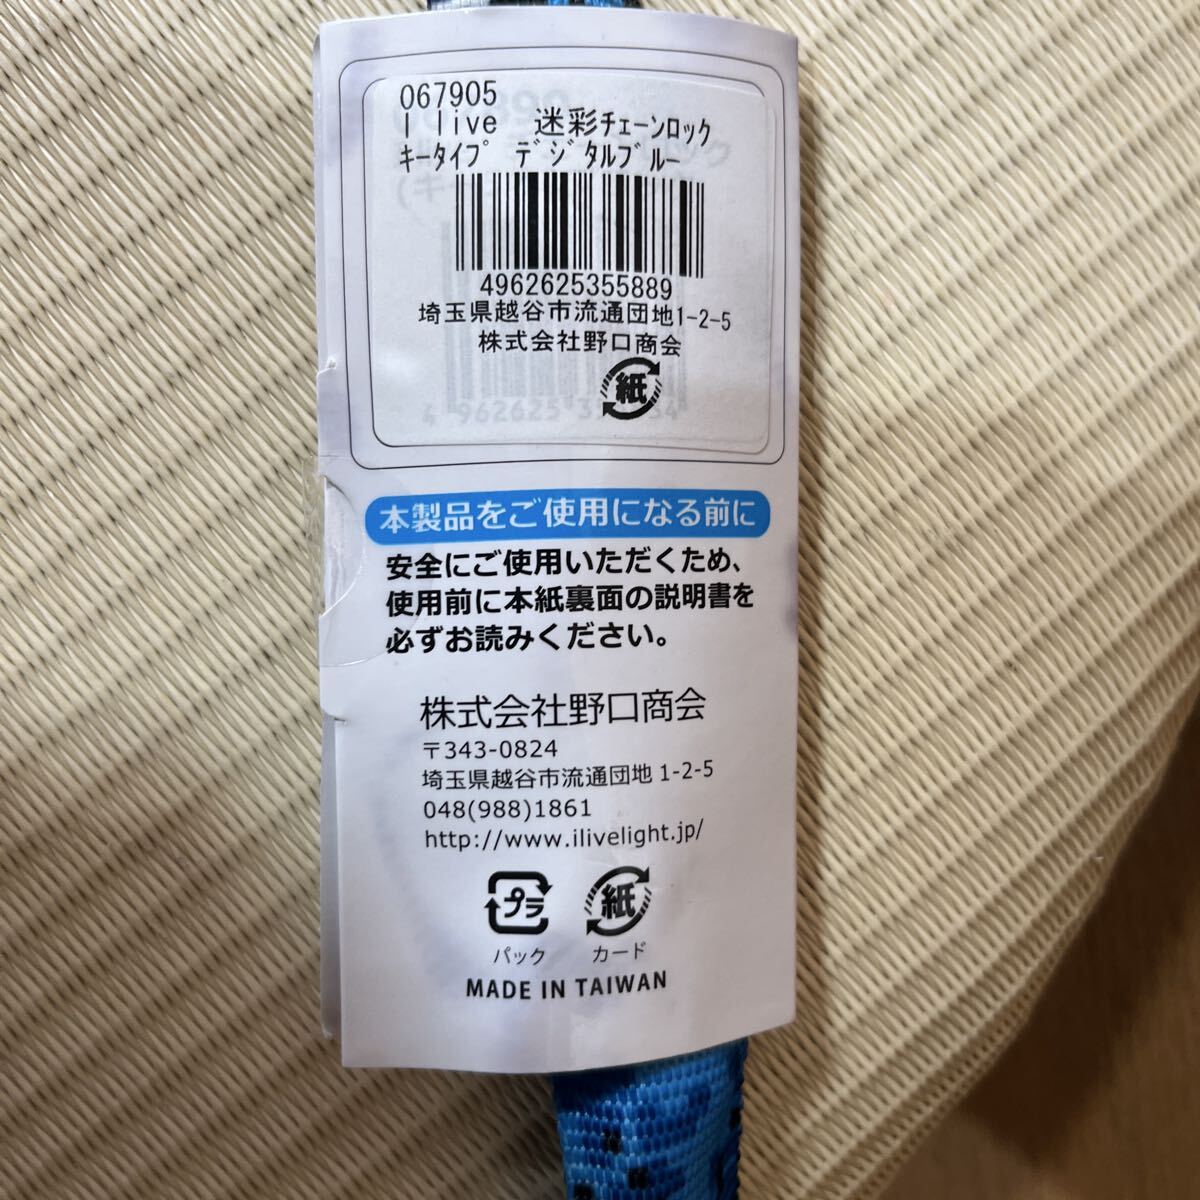 067905
I live 迷彩ﾁｪｰﾝﾛｯｸ
ｷｰﾀｲﾌﾟ ﾃﾞｼﾞﾀﾙﾌﾞﾙｰ
4962625355889
埼玉県越谷市流通団地1-2-5
株式会社野口商会
紙
4 962625
本製品をご使用になる前に
安全にご使用いただくため、
使用前に本紙裏面の説明書を
必ずお読みください。
株式会社野口商会
〒343-0824
埼玉県越谷市流通団地 1-2-5
048(988)1861
http://www.ilivelight.jp/
プラ 紙
パック カード
MADE IN TAIWAN